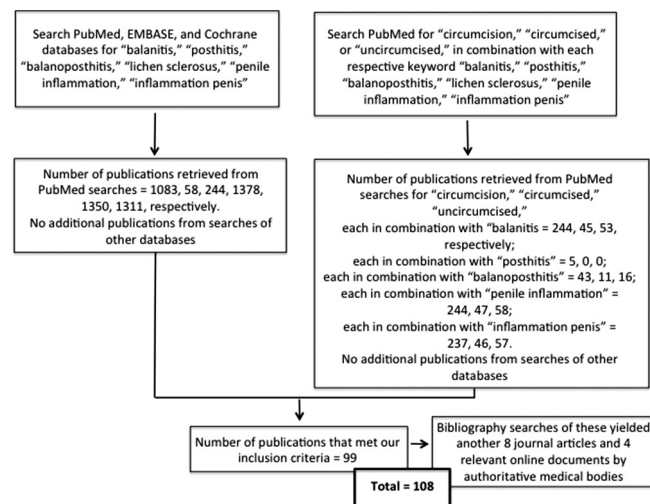 Search PubMed, EMBASE, and Cochrane
databases for “balanitis,” “posthitis,”
“balanoposthitis,” “lichen sclerosus,” “penile
inflammation,” “inflammation penis”
Search PubMed for “circumcision,” “circumcised,”
or “uncircumcised,” in combination with each
respective keyword “balanitis,” “posthitis,”
“balanoposthitis,” “lichen sclerosus,” “penile
inflammation,” “inflammation penis”
Number of publications retrieved from
PubMed searches = 1083, 58, 244, 1378,
1350, 1311, respectively.
No additional publications from searches of
other databases
Number of publications retrieved from PubMed
searches for “circumcision,” “circumcised,”
“uncircumcised,”
each in combination with “balanitis = 244, 45, 53,
respectively;
each in combination with “posthitis” = 5, 0, 0;
each in combination with “balanoposthitis” = 43, 11, 16;
each in combination with “penile inflammation” =
244, 47, 58;
each in combination with “inflammation penis” =
237, 46, 57.
No additional publications from searches of other
databases
Number of publications that met our
inclusion criteria = 99
Bibliography searches of these yielded
another 8 journal articles and 4
relevant online documents by
authoritative medical bodies
Total = 108